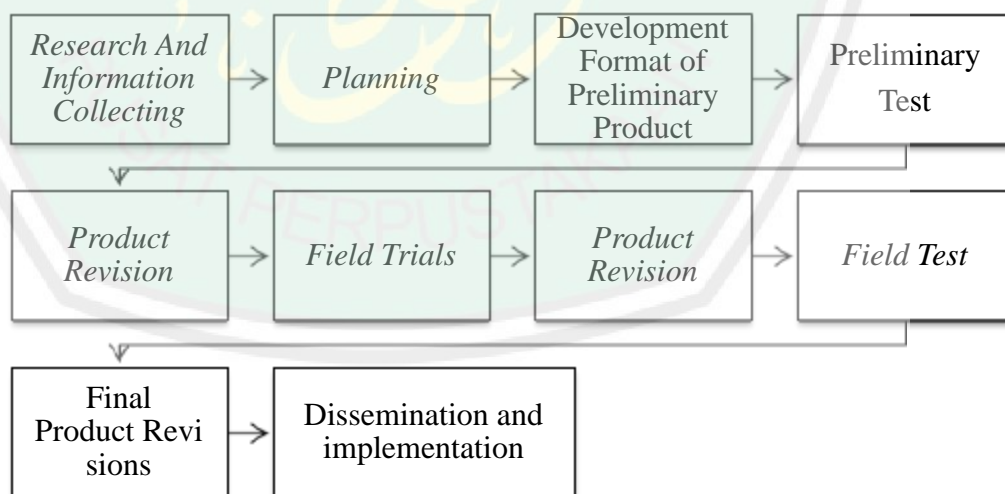 Research And
Information
Collecting
Planning
Development
Format of
Preliminary
Product
Preliminary
Test
Product
Revision
Field Trials
Product
Revision
Field Test
Final
Product Revi
sions
Dissemination and
implementation
PERPUSTAKAAN